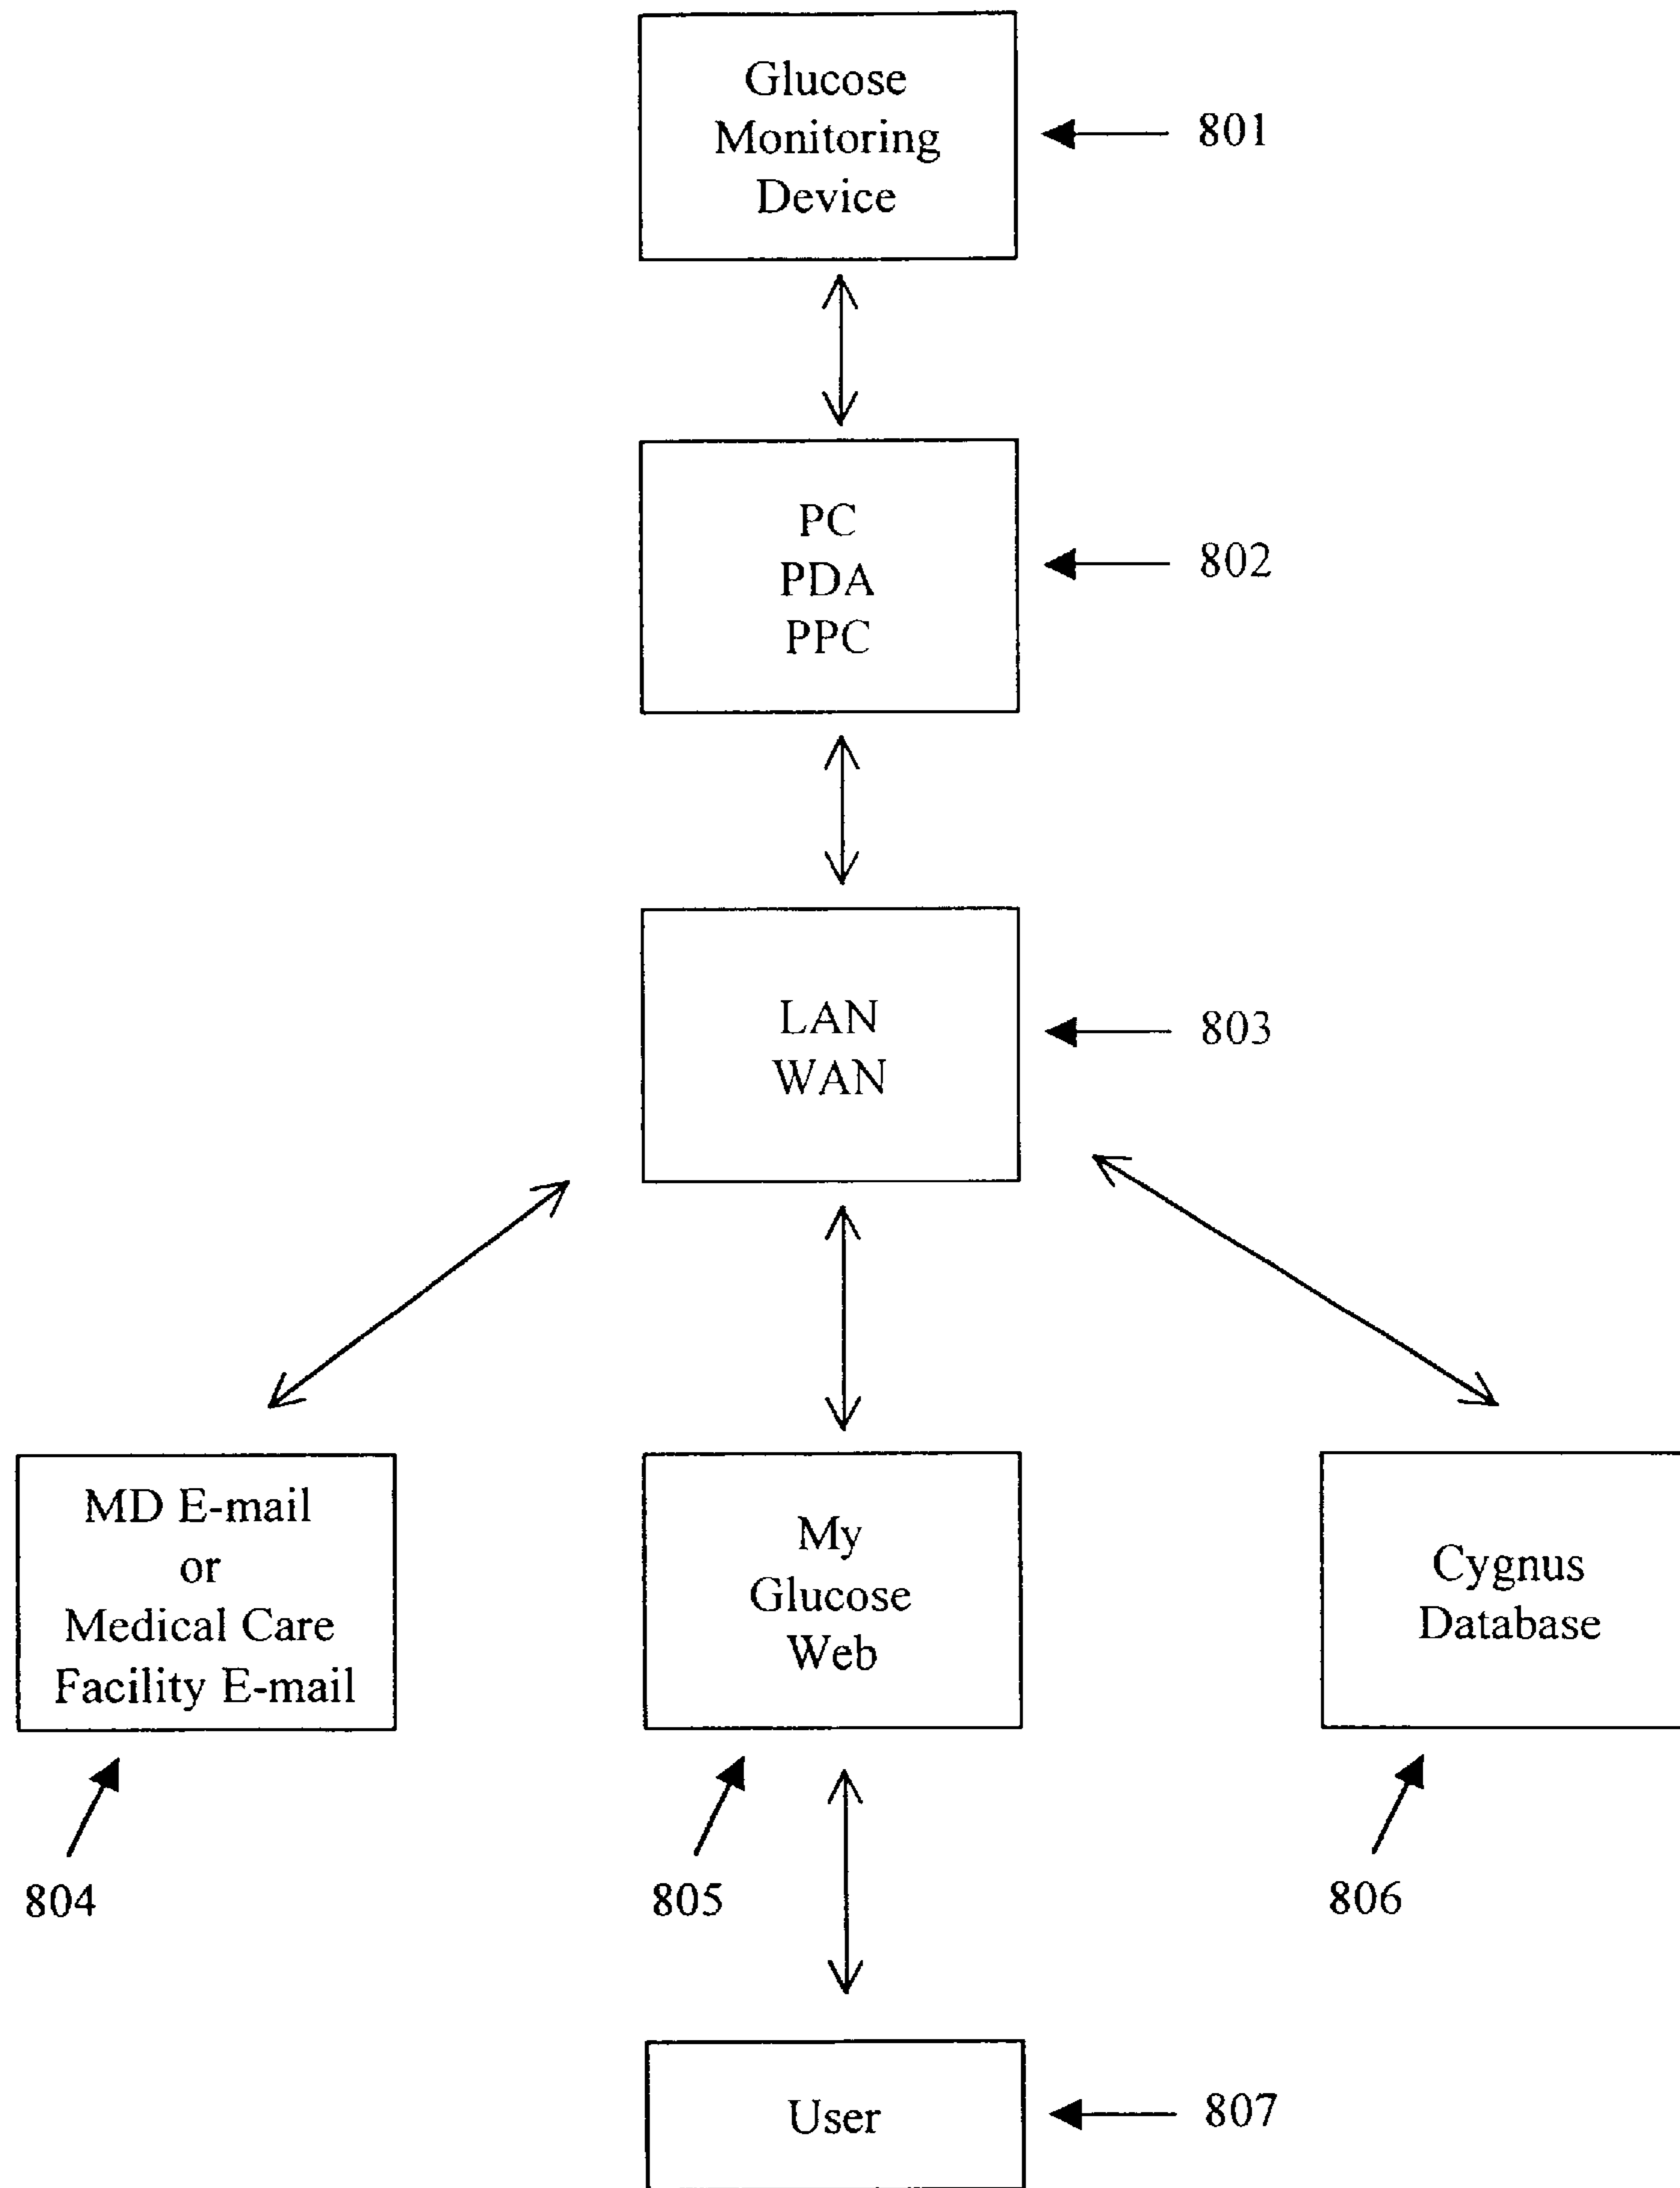 Glucose
Monitoring
Device
801
PC
PDA
PPC
802
LAN
WAN
803
MD E-mail
or
Medical Care
Facility E-mail
804
My
Glucose
Web
805
Cygnus
Database
806
User
807